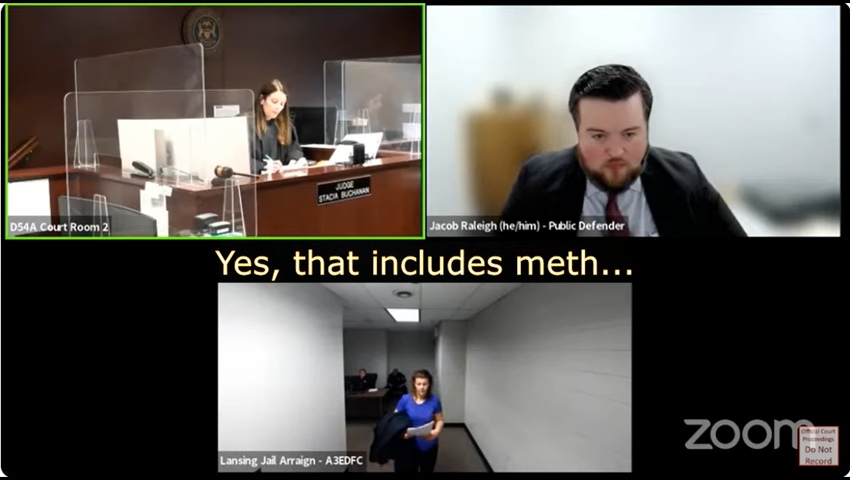 JUDGE
STACIA BUCHANAN
D54A Court Room 2
Jacob Raleigh (he/him) - Public Defender
Yes, that includes meth...
Lansing Jail Arraign - A3EDFC
zoom
Official Court
Proceedings
Do Not
Record